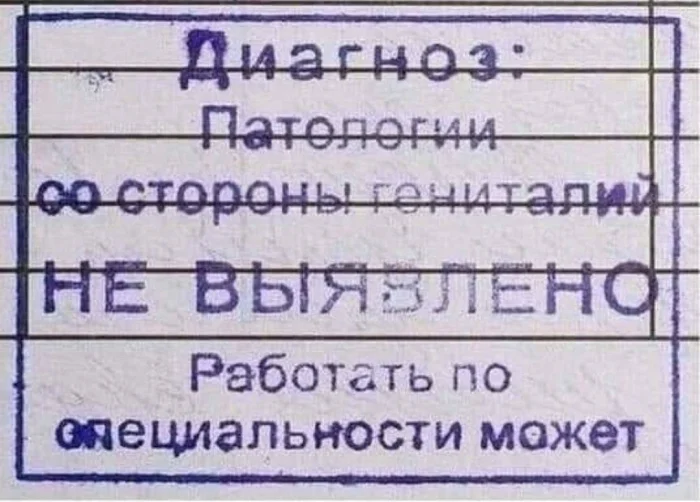 Диагноз:
Патологии
со стороны гениталий
НЕ ВЫЯВЛЕНО
Работать по
специальности может